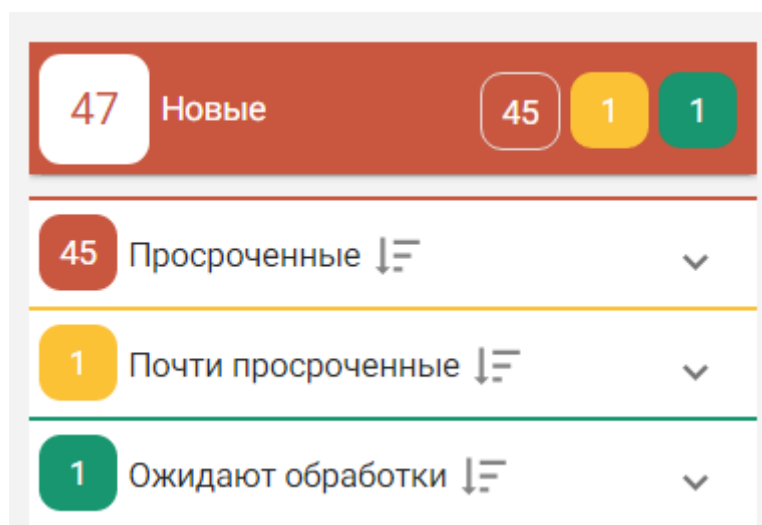 47 Новые 45 1 1
45 Просроченные
1 Почти просроченные
1 Ожидают обработки